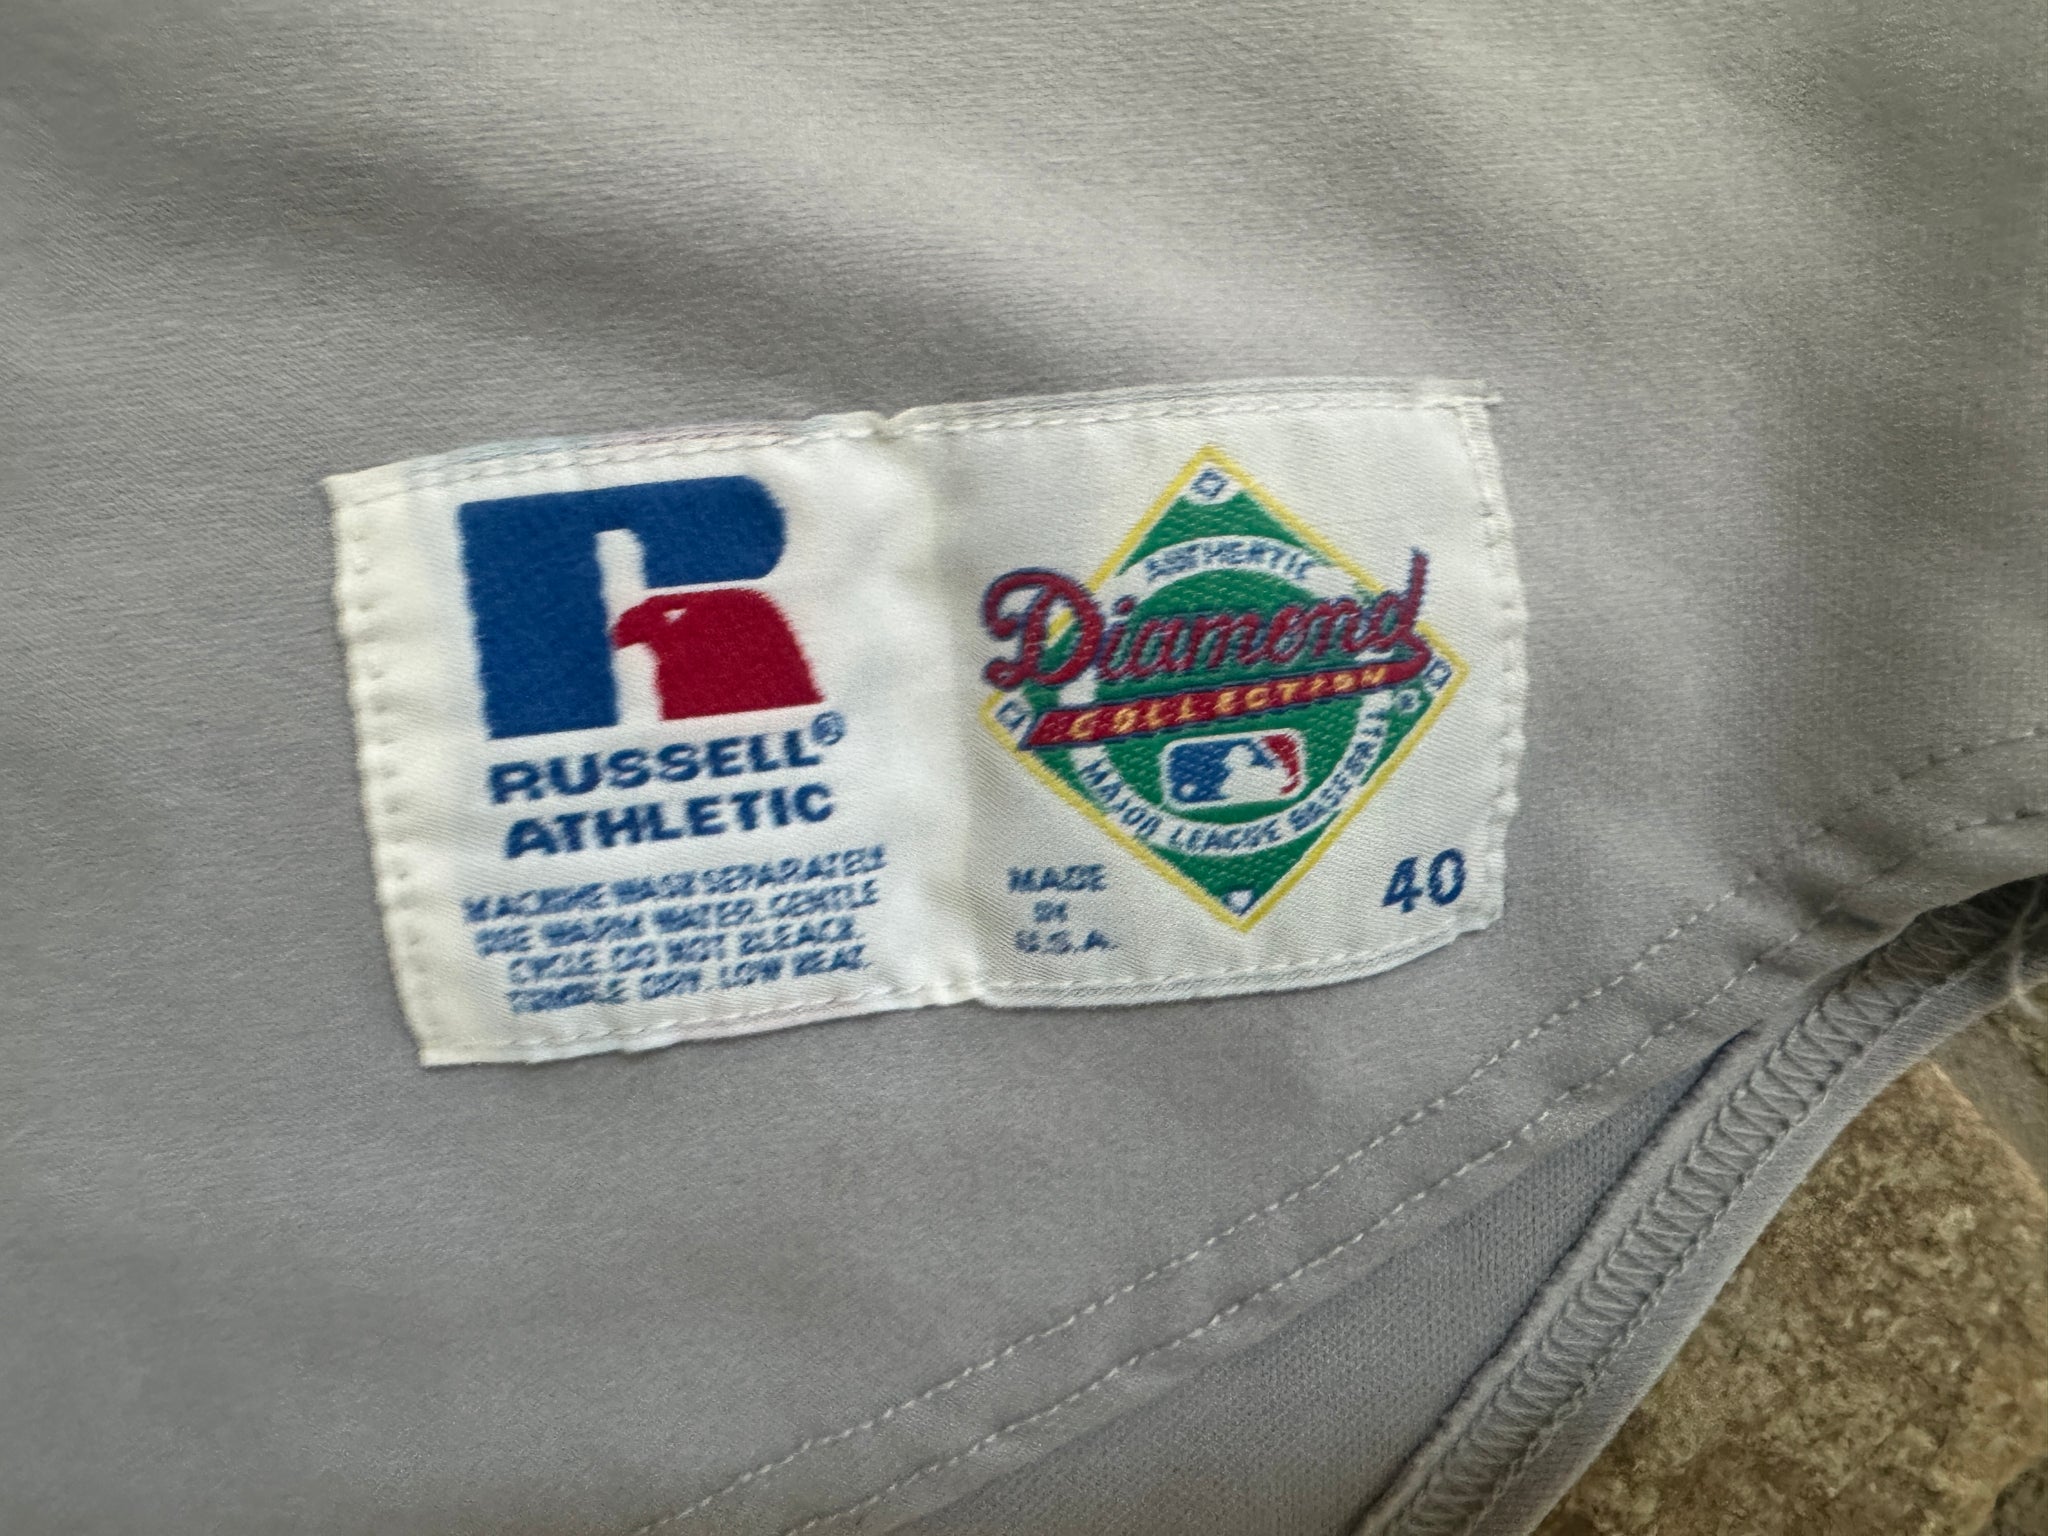 RUSSELL®
ATHLETIC
MACHINE WASH SEPARATELY
USE WARM WATER, GENTLE
CYCLE DO NOT BLEACH.
TUMBLE DRY. LOW HEAT.
AUTHENTIC
Diamond
COLLECTION
MAJOR LEAGUE BASEBALL
MADE
IN
U.S.A.
40